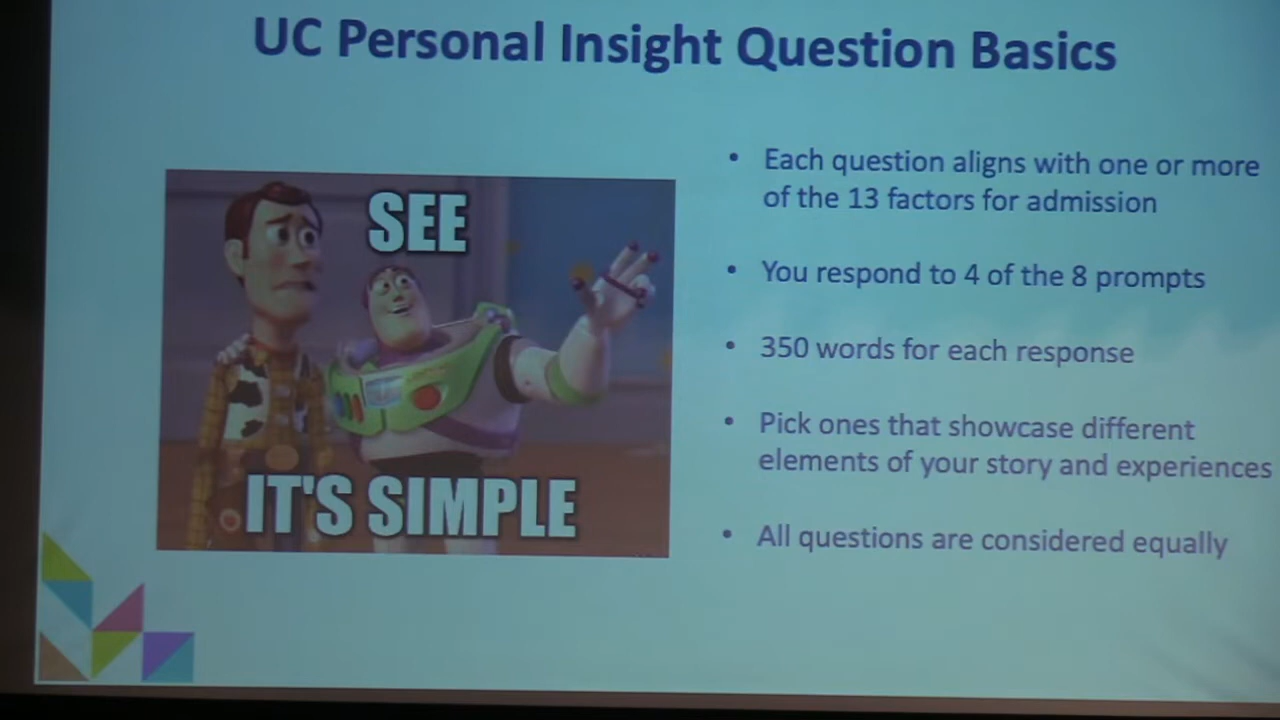 UC Personal Insight Question Basics
SEE
IT'S SIMPLE
• Each question aligns with one or more
of the 13 factors for admission
• You respond to 4 of the 8 prompts
• 350 words for each response
• Pick ones that showcase different
elements of your story and experiences
• All questions are considered equally